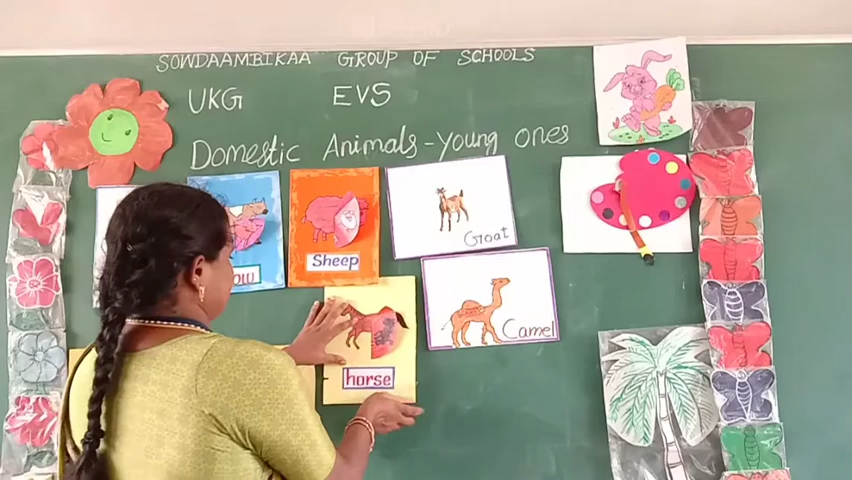 SOWDAAMBIKAA GROUP OF SCHOOLS
UKG EVS
Domestic Animals - young ones
Sheep
Goat
Camel
horse